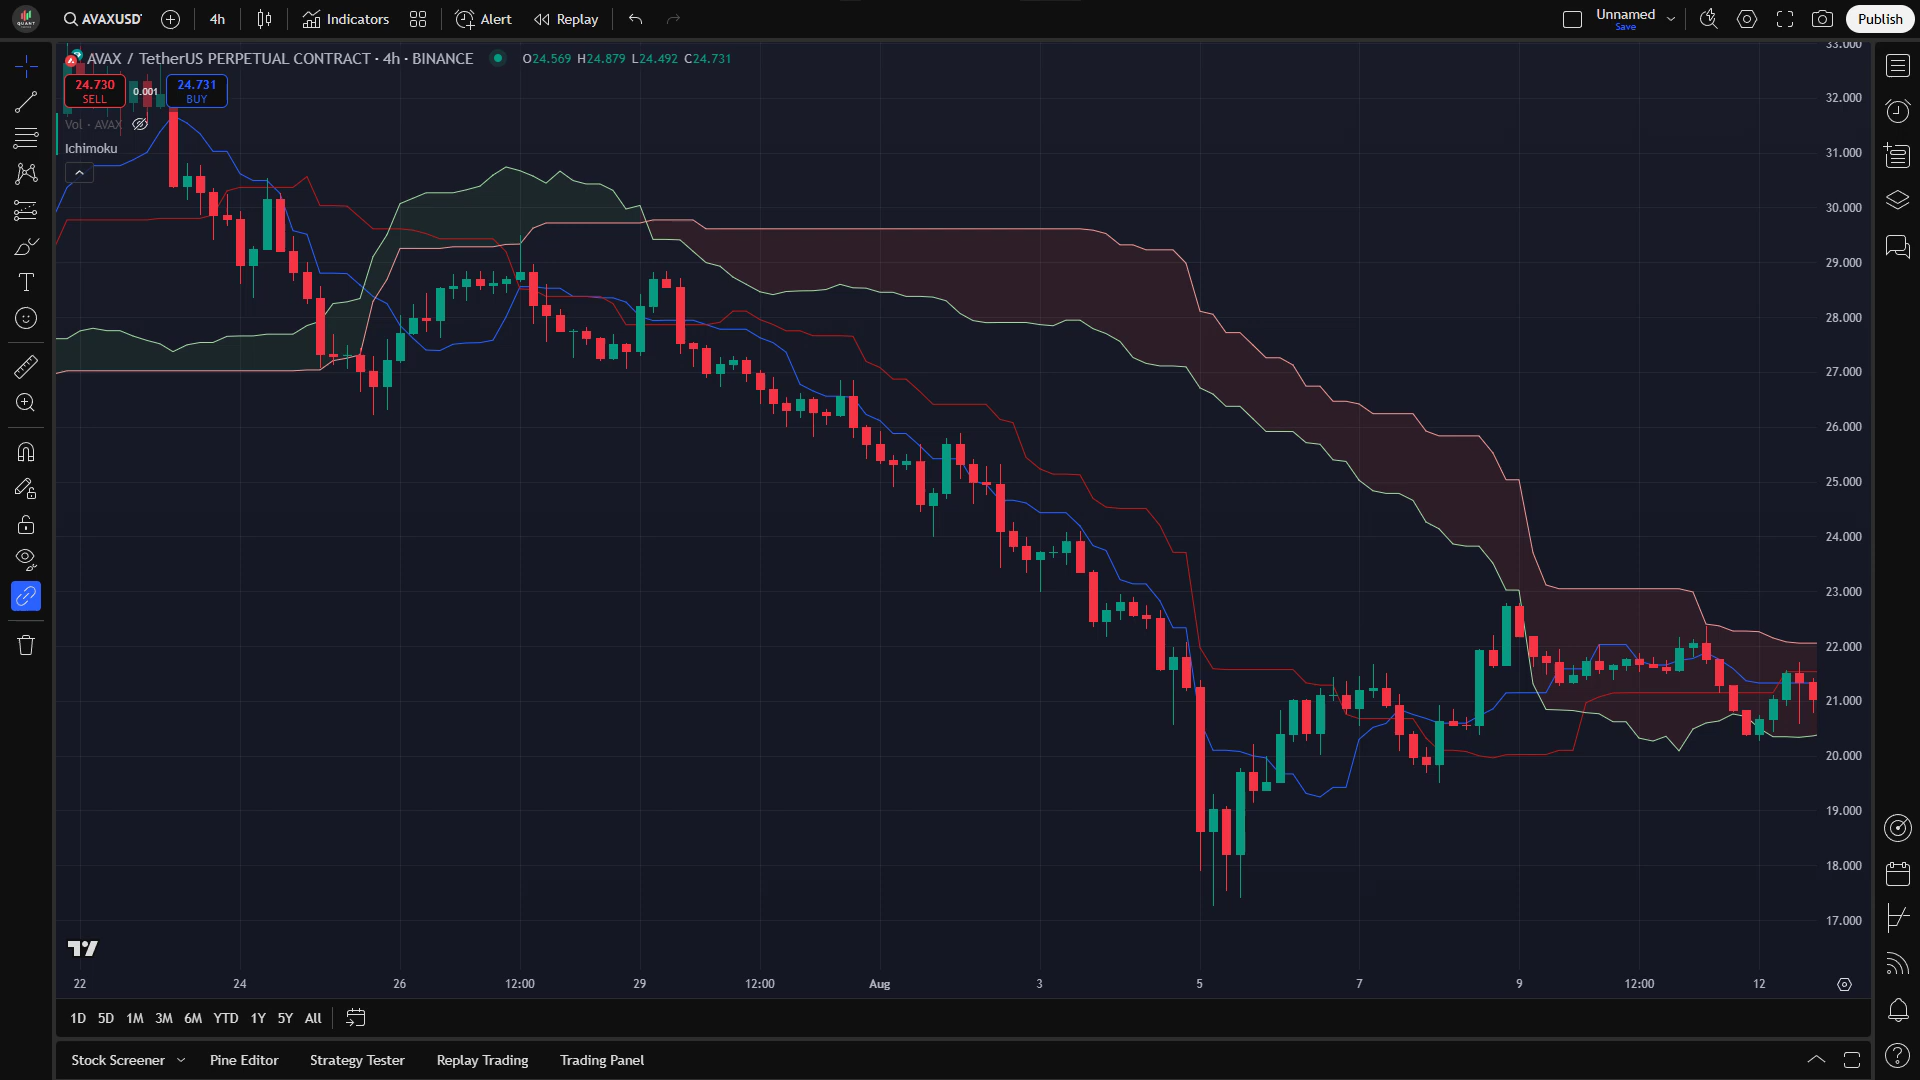 QUANT
AVAXUSDT
4h
Indicators
Alert
Replay
Unnamed
Save
Publish
AVAX / TetherUS PERPETUAL CONTRACT · 4h · BINANCE
O24.569 H24.879 L24.492 C24.731
24.730
SELL
0.001
24.731
BUY
Vol · AVAX
Ichimoku
33.000
32.000
31.000
30.000
29.000
28.000
27.000
26.000
25.000
24.000
23.000
22.000
21.000
20.000
19.000
18.000
17.000
22 24 26 12:00 29 12:00 Aug 3 5 7 9 12:00 12
1D 5D 1M 3M 6M YTD 1Y 5Y All
Stock Screener Pine Editor Strategy Tester Replay Trading Trading Panel